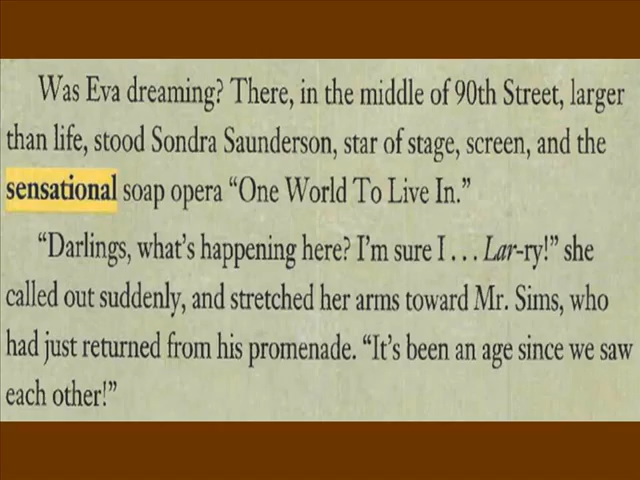 Was Eva dreaming? There, in the middle of 90th Street, larger
than life, stood Sondra Saunderson, star of stage, screen, and the
sensational soap opera “One World To Live In.”
“Darlings, what’s happening here? I’m sure I . . . Lar-ry!” she
called out suddenly, and stretched her arms toward Mr. Sims, who
had just returned from his promenade. “It’s been an age since we saw
each other!”